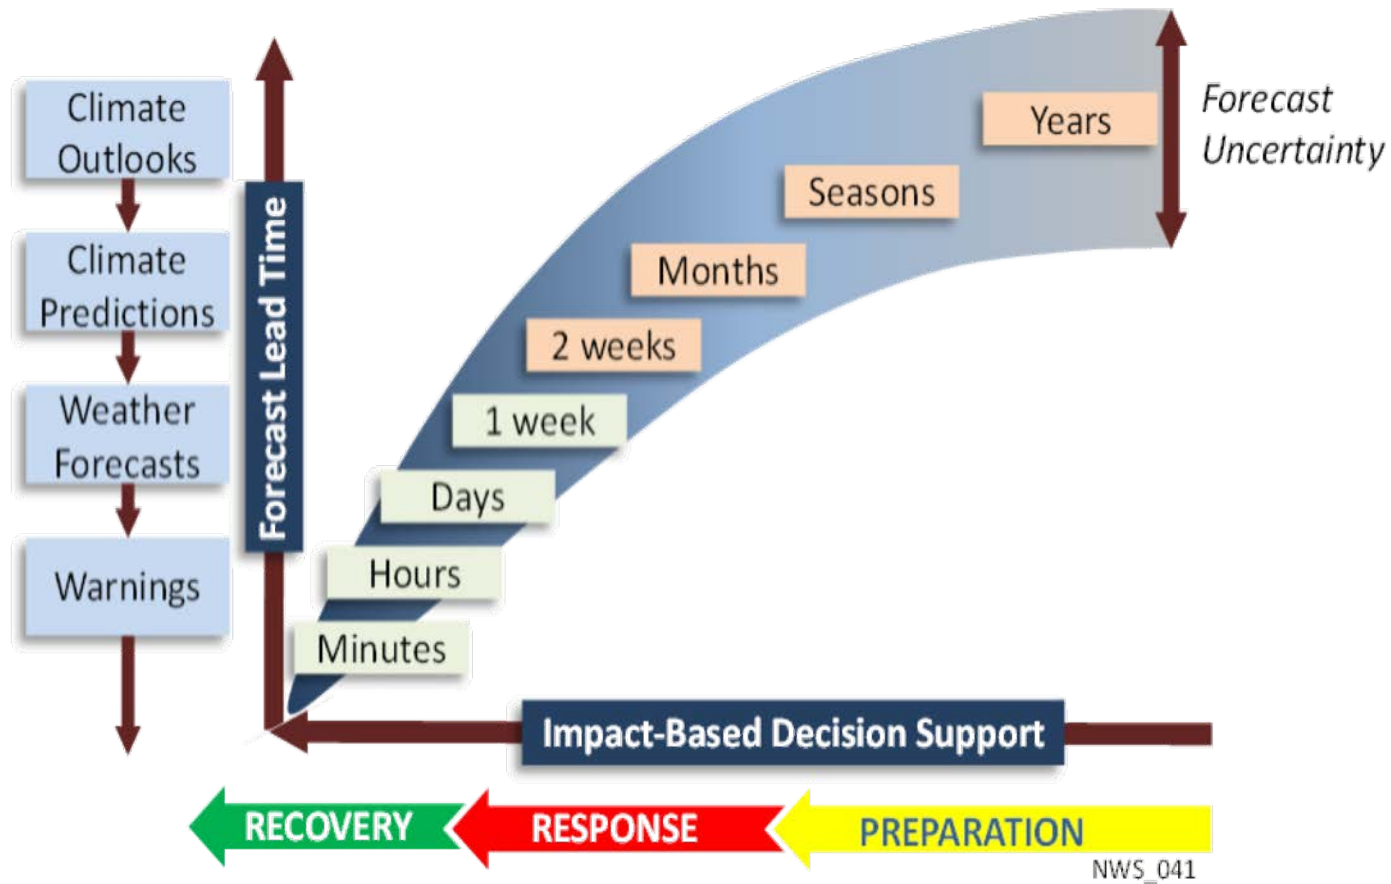 Climate
Outlooks
Climate
Predictions
Weather
Forecasts
Warnings
Forecast Lead Time
Years
Seasons
Months
2 weeks
1 week
Days
Hours
Minutes
Forecast
Uncertainty
Impact-Based Decision Support
RECOVERY
RESPONSE
PREPARATION
NWS_041